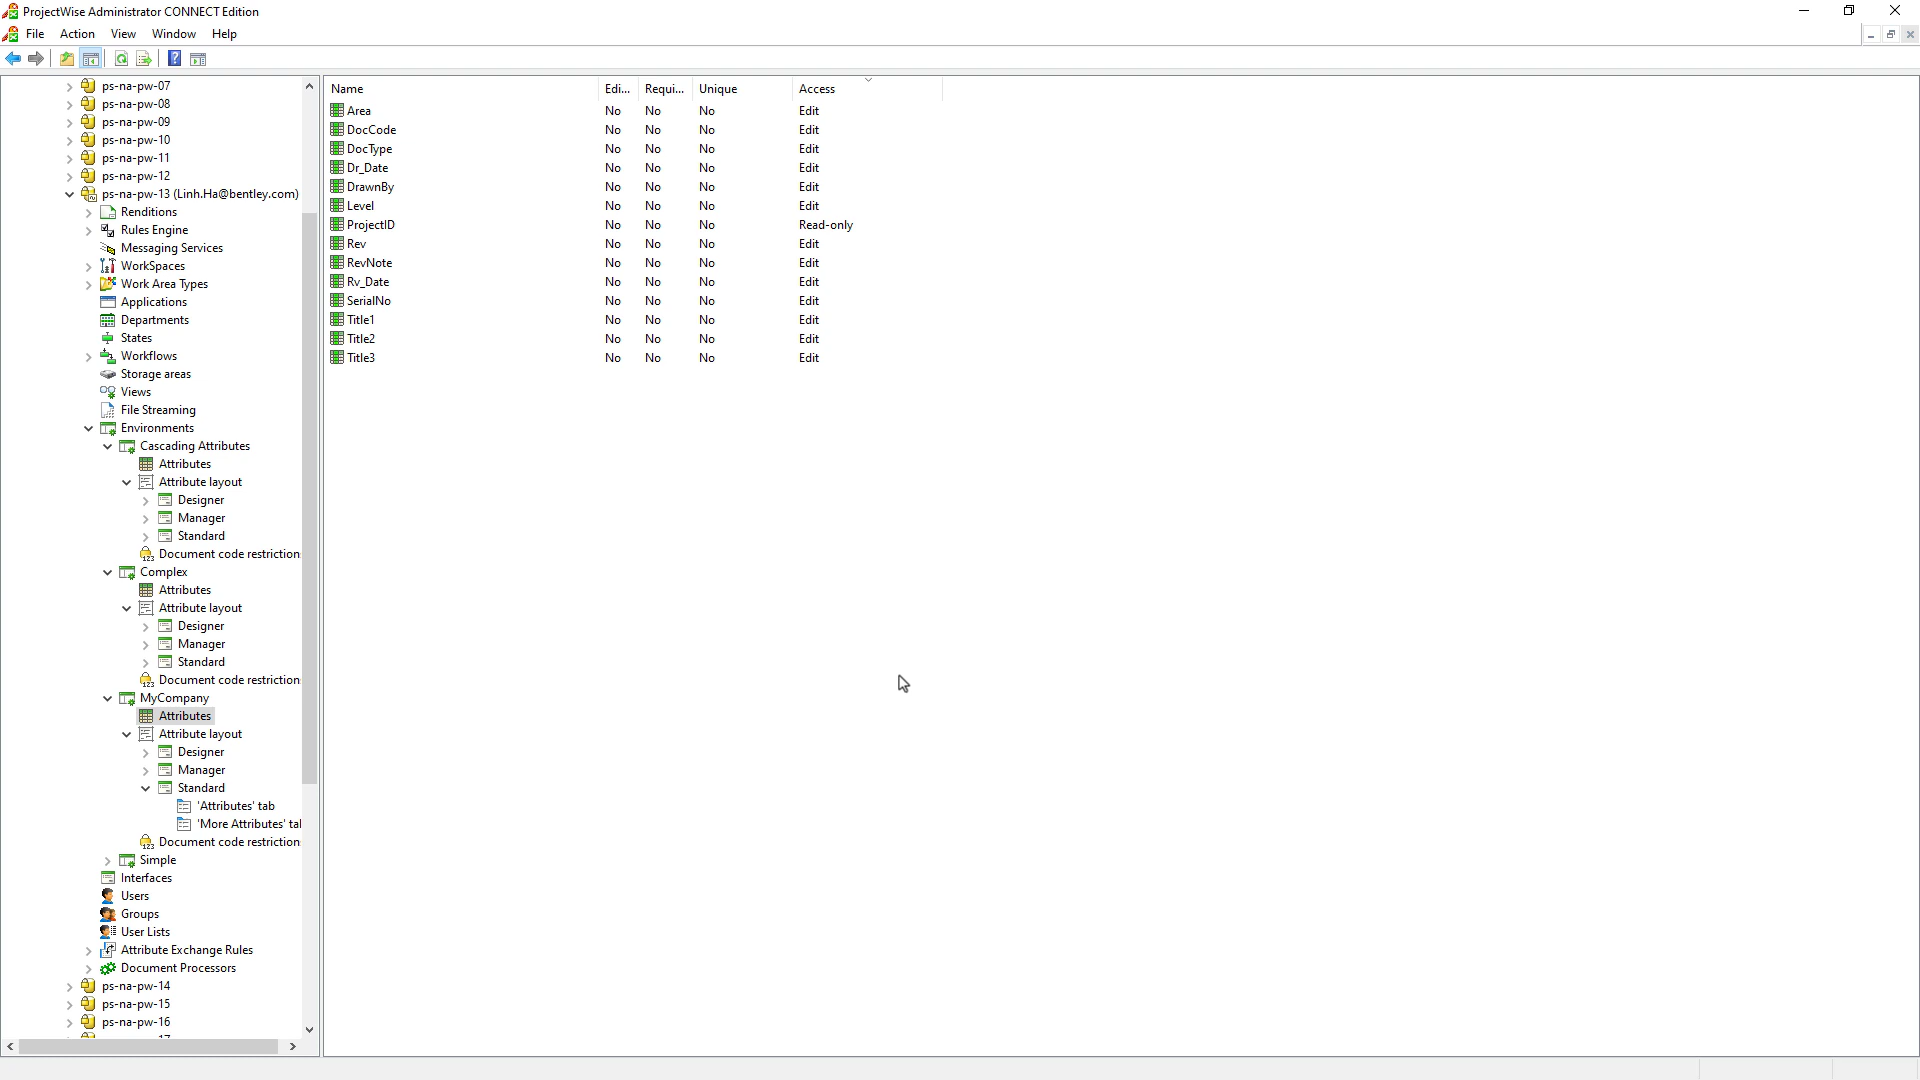 ProjectWise Administrator CONNECT Edition
File Action View Window Help
ps-na-pw-07
ps-na-pw-08
ps-na-pw-09
ps-na-pw-10
ps-na-pw-11
ps-na-pw-12
ps-na-pw-13 (Linh.Ha@bentley.com)
Renditions
Rules Engine
Messaging Services
WorkSpaces
Work Area Types
Applications
Departments
States
Workflows
Storage areas
Views
File Streaming
Environments
Cascading Attributes
Attributes
Attribute layout
Designer
Manager
Standard
Document code restriction
Complex
Attributes
Attribute layout
Designer
Manager
Standard
Document code restriction
MyCompany
Attributes
Attribute layout
Designer
Manager
Standard
'Attributes' tab
'More Attributes' ta
Document code restriction
Simple
Interfaces
Users
Groups
User Lists
Attribute Exchange Rules
Document Processors
ps-na-pw-14
ps-na-pw-15
ps-na-pw-16
Name Edi... Requi... Unique Access
Area No No No Edit
DocCode No No No Edit
DocType No No No Edit
Dr_Date No No No Edit
DrawnBy No No No Edit
Level No No No Edit
ProjectID No No No Read-only
Rev No No No Edit
RevNote No No No Edit
Rv_Date No No No Edit
SerialNo No No No Edit
Title1 No No No Edit
Title2 No No No Edit
Title3 No No No Edit